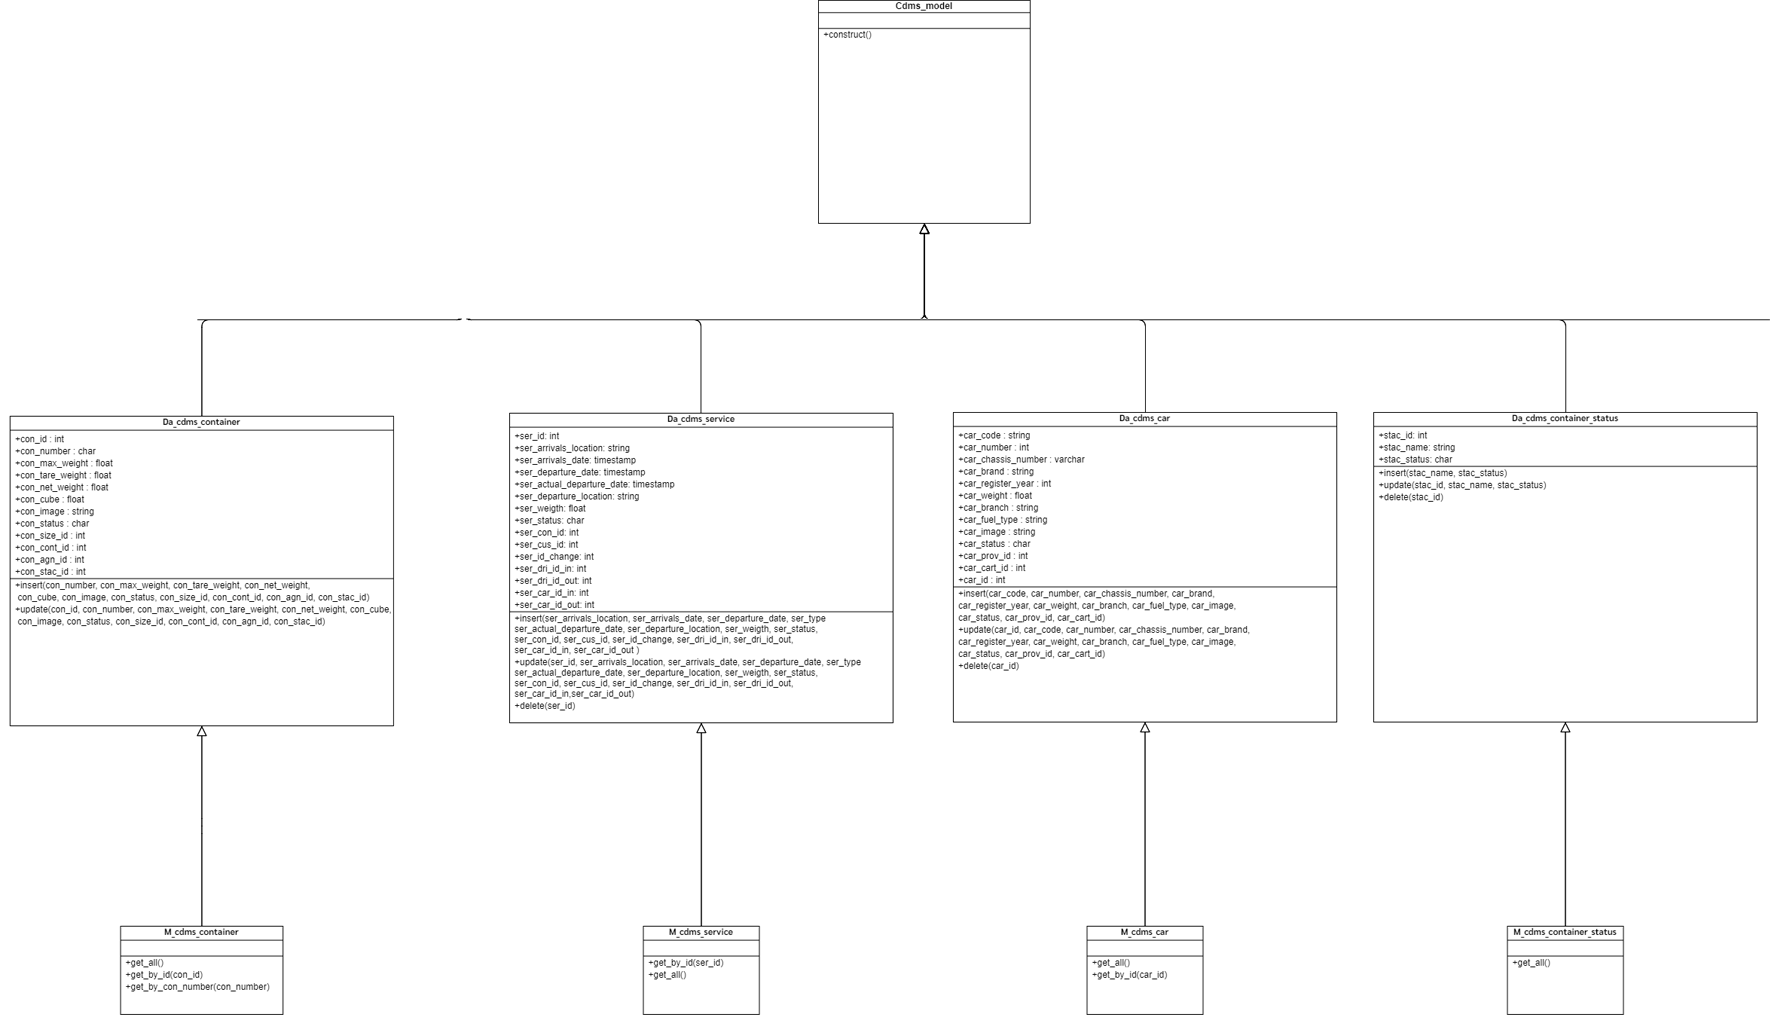 Cdms_model
+construct()
Da_cdms_container
+con_id : int
+con_number : char
+con_max_weight : float
+con_tare_weight : float
+con_net_weight : float
+con_cube : float
+con_image : string
+con_status : char
+con_size_id : int
+con_cont_id : int
+con_agn_id : int
+con_stac_id : int
+insert(con_number, con_max_weight, con_tare_weight, con_net_weight,
con_cube, con_image, con_status, con_size_id, con_cont_id, con_agn_id, con_stac_id)
+update(con_id, con_number, con_max_weight, con_tare_weight, con_net_weight, con_cube,
con_image, con_status, con_size_id, con_cont_id, con_agn_id, con_stac_id)
Da_cdms_service
+ser_id: int
+ser_arrivals_location: string
+ser_arrivals_date: timestamp
+ser_departure_date: timestamp
+ser_actual_departure_date: timestamp
+ser_departure_location: string
+ser_weigth: float
+ser_status: char
+ser_con_id: int
+ser_cus_id: int
+ser_id_change: int
+ser_dri_id_in: int
+ser_dri_id_out: int
+ser_car_id_in: int
+ser_car_id_out: int
+insert(ser_arrivals_location, ser_arrivals_date, ser_departure_date, ser_type
ser_actual_departure_date, ser_departure_location, ser_weigth, ser_status,
ser_con_id, ser_cus_id, ser_id_change, ser_dri_id_in, ser_dri_id_out,
ser_car_id_in, ser_car_id_out )
+update(ser_id, ser_arrivals_location, ser_arrivals_date, ser_departure_date, ser_type
ser_actual_departure_date, ser_departure_location, ser_weigth, ser_status,
ser_con_id, ser_cus_id, ser_id_change, ser_dri_id_in, ser_dri_id_out,
ser_car_id_in,ser_car_id_out)
+delete(ser_id)
Da_cdms_car
+car_code : string
+car_number : int
+car_chassis_number : varchar
+car_brand : string
+car_register_year : int
+car_weight : float
+car_branch : string
+car_fuel_type : string
+car_image : string
+car_status : char
+car_prov_id : int
+car_cart_id : int
+car_id : int
+insert(car_code, car_number, car_chassis_number, car_brand,
car_register_year, car_weight, car_branch, car_fuel_type, car_image,
car_status, car_prov_id, car_cart_id)
+update(car_id, car_code, car_number, car_chassis_number, car_brand,
car_register_year, car_weight, car_branch, car_fuel_type, car_image,
car_status, car_prov_id, car_cart_id)
+delete(car_id)
Da_cdms_container_status
+stac_id: int
+stac_name: string
+stac_status: char
+insert(stac_name, stac_status)
+update(stac_id, stac_name, stac_status)
+delete(stac_id)
M_cdms_container
+get_all()
+get_by_id(con_id)
+get_by_con_number(con_number)
M_cdms_service
+get_by_id(ser_id)
+get_all()
M_cdms_car
+get_all()
+get_by_id(car_id)
M_cdms_container_status
+get_all()